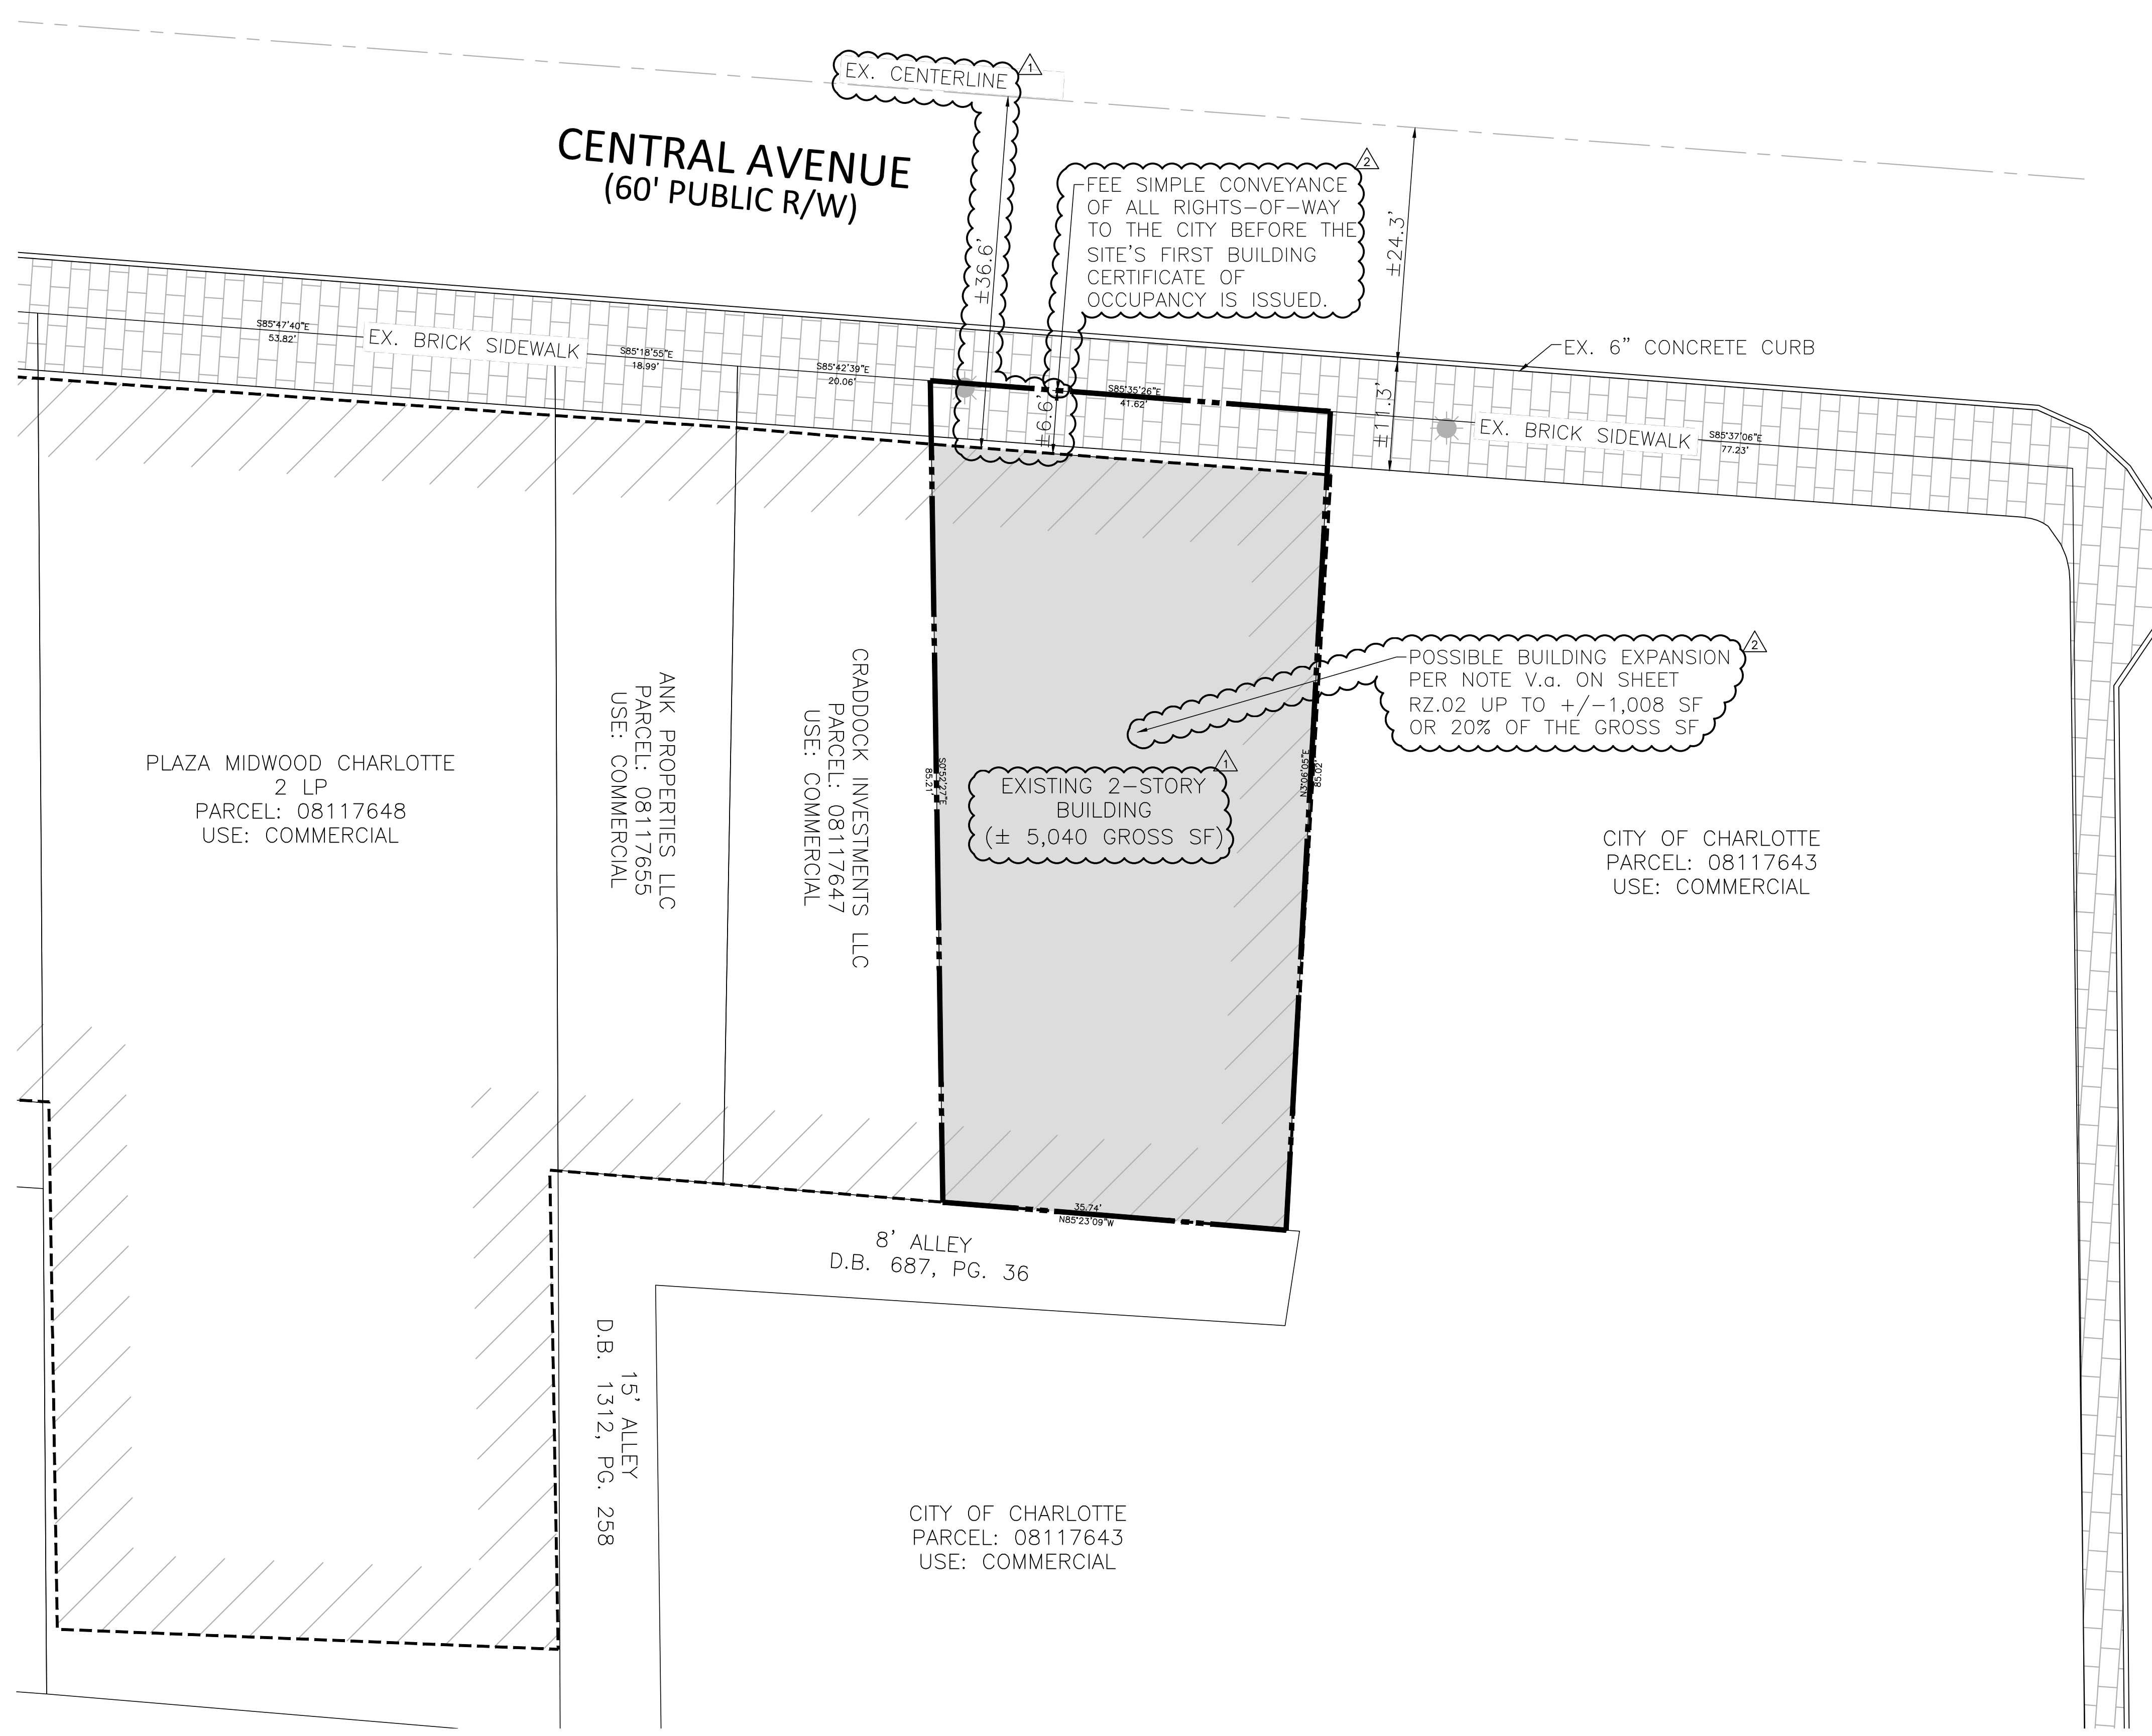 EX. CENTERLINE
1
CENTRAL AVENUE
(60' PUBLIC R/W)
2
FEE SIMPLE CONVEYANCE
OF ALL RIGHTS-OF-WAY
TO THE CITY BEFORE THE
SITE'S FIRST BUILDING
CERTIFICATE OF
OCCUPANCY IS ISSUED.
±36.6'
±24.3'
S85°47'40"E
53.82'
EX. BRICK SIDEWALK
S85°18'55"E
18.99'
S85°42'39"E
20.06'
±6.6'
S85°35'26"E
41.62'
±11.3'
EX. 6" CONCRETE CURB
EX. BRICK SIDEWALK
S85°37'06"E
77.23'
PLAZA MIDWOOD CHARLOTTE
2 LP
PARCEL: 08117648
USE: COMMERCIAL
ANK PROPERTIES LLC
PARCEL: 08117655
USE: COMMERCIAL
CRADDOCK INVESTMENTS LLC
PARCEL: 08117647
USE: COMMERCIAL
S0°52'27"E
85.21'
1
EXISTING 2-STORY
BUILDING
(± 5,040 GROSS SF)
N3°06'05"E
85.02'
2
POSSIBLE BUILDING EXPANSION
PER NOTE V.a. ON SHEET
RZ.02 UP TO +/-1,008 SF
OR 20% OF THE GROSS SF
CITY OF CHARLOTTE
PARCEL: 08117643
USE: COMMERCIAL
35.74'
N85°23'09"W
8' ALLEY
D.B. 687, PG. 36
15' ALLEY
D.B. 1312, PG. 258
CITY OF CHARLOTTE
PARCEL: 08117643
USE: COMMERCIAL